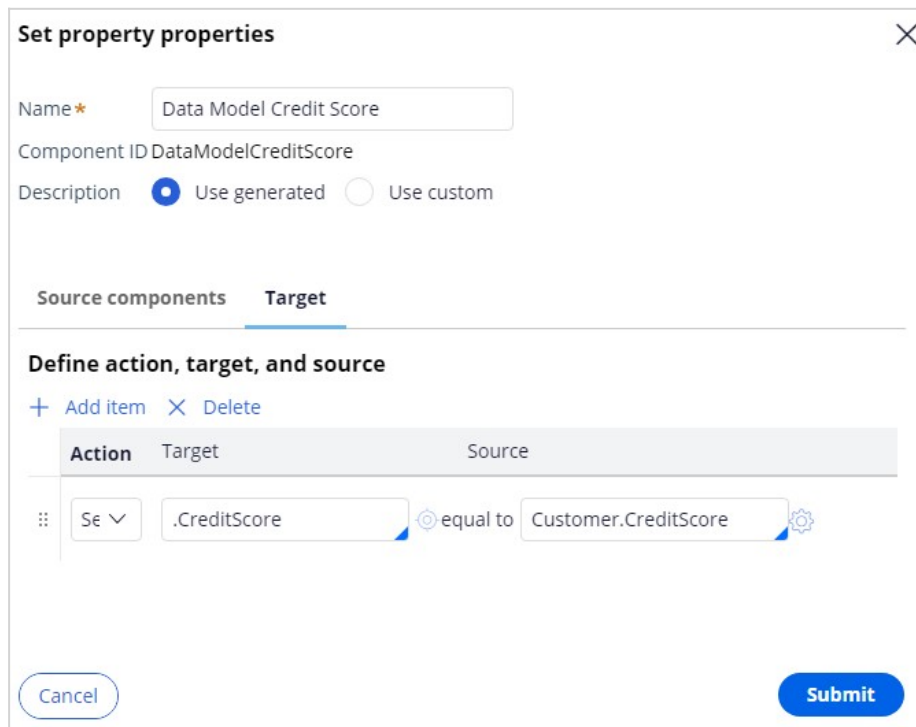 Set property properties
Name* Data Model Credit Score
Component ID DataModelCreditScore
Description Use generated Use custom
Source components Target
Define action, target, and source
Add item Delete
Action Target Source
Se .CreditScore equal to Customer.CreditScore
Cancel Submit